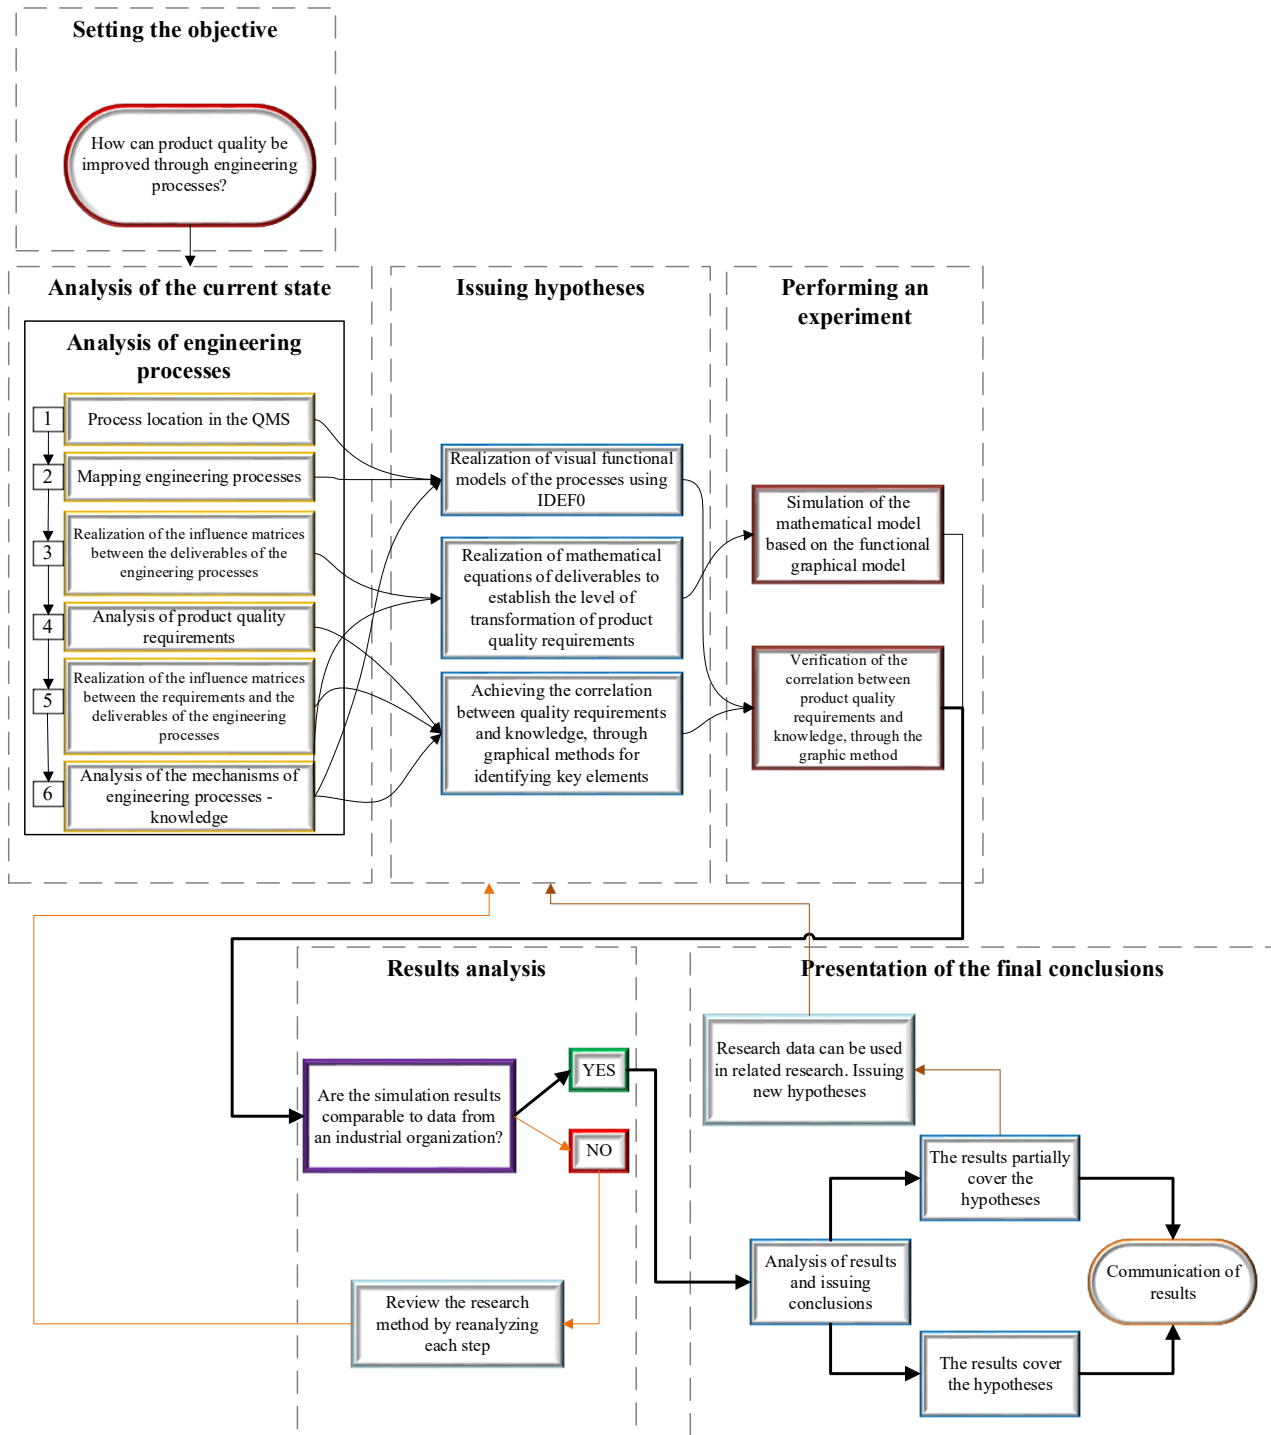 Setting the objective
How can product quality be
improved through engineering
processes?
Analysis of the current state
Analysis of engineering
processes
1
Process location in the QMS
2
Mapping engineering processes
3
Realization of the influence matrices
between the deliverables of the
engineering processes
4
Analysis of product quality
requirements
5
Realization of the influence matrices
between the requirements and the
deliverables of the engineering
processes
6
Analysis of the mechanisms of
engineering processes -
knowledge
Issuing hypotheses
Realization of visual functional
models of the processes using
IDEF0
Realization of mathematical
equations of deliverables to
establish the level of
transformation of product
quality requirements
Achieving the correlation
between quality requirements
and knowledge, through
graphical methods for
identifying key elements
Performing an
experiment
Simulation of the
mathematical model
based on the functional
graphical model
Verification of the
correlation between
product quality
requirements and
knowledge, through the
graphic method
Results analysis
Are the simulation results
comparable to data from
an industrial organization?
YES
NO
Review the research
method by reanalyzing
each step
Presentation of the final conclusions
Research data can be used
in related research. Issuing
new hypotheses
The results partially
cover the
hypotheses
Analysis of results
and issuing
conclusions
Communication of
results
The results cover
the hypotheses